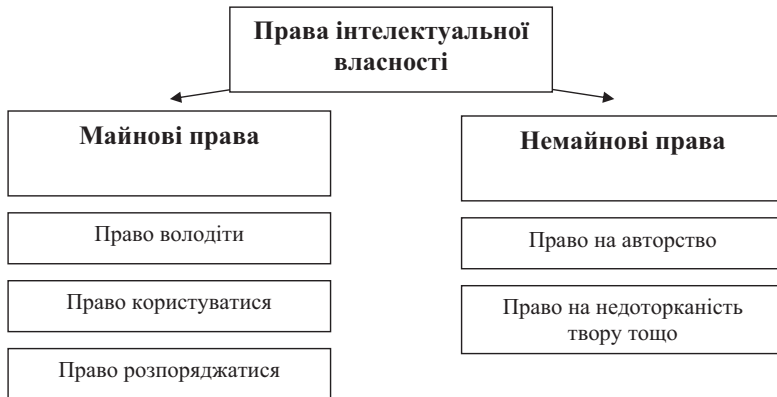 Права інтелектуальної
власності
Майнові права
Немайнові права
Право володіти
Право на авторство
Право користуватися
Право на недоторканість
твору тощо
Право розпоряджатися